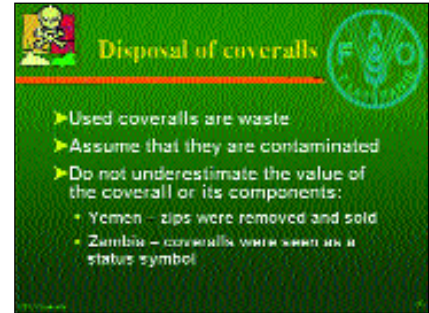 Disposal of coveralls
F A O
➤Used coveralls are waste
➤Assume that they are contaminated
➤Do not underestimate the value of
the coverall or its components:
• Yemen – zips were removed and sold
• Zambia – coveralls were seen as a
status symbol